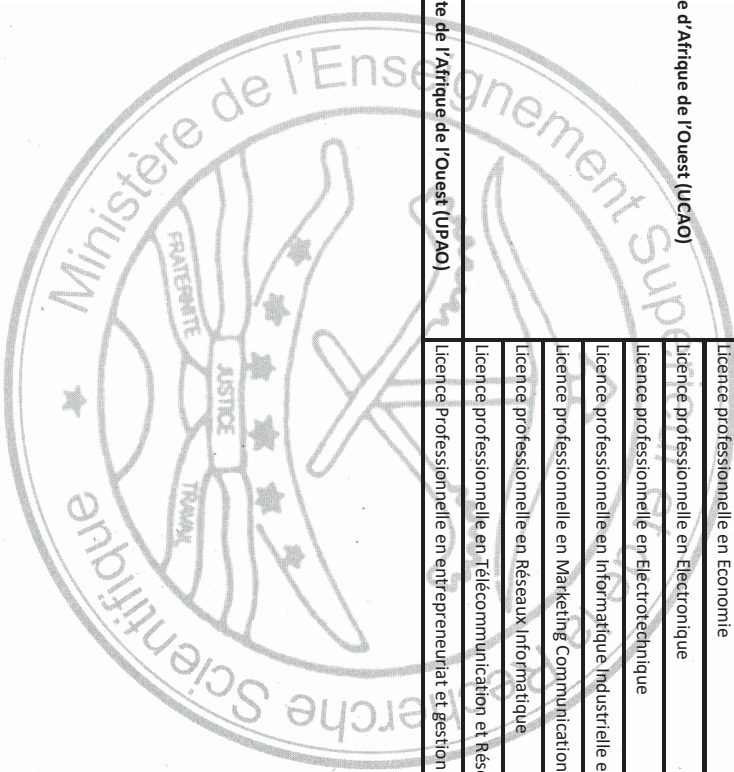 Licence professionnelle en Economie
e d'Afrique de l'Ouest (UCAO)
Licence professionnelle en Electronique
Licence professionnelle en Electrotechnique
Licence professionnelle en Informatique Industrielle e
Licence professionnelle en Marketing Communication
Licence professionnelle en Réseaux Informatique
Licence professionnelle en Télécommunication et Rés
te de l'Afrique de l'Ouest (UPAO)
Licence Professionnelle en entrepreneuriat et gestion
Ministère de l'Enseignement Supérieur et de la Recherche Scientifique
FRATERNITE
JUSTICE
TRAVAIL